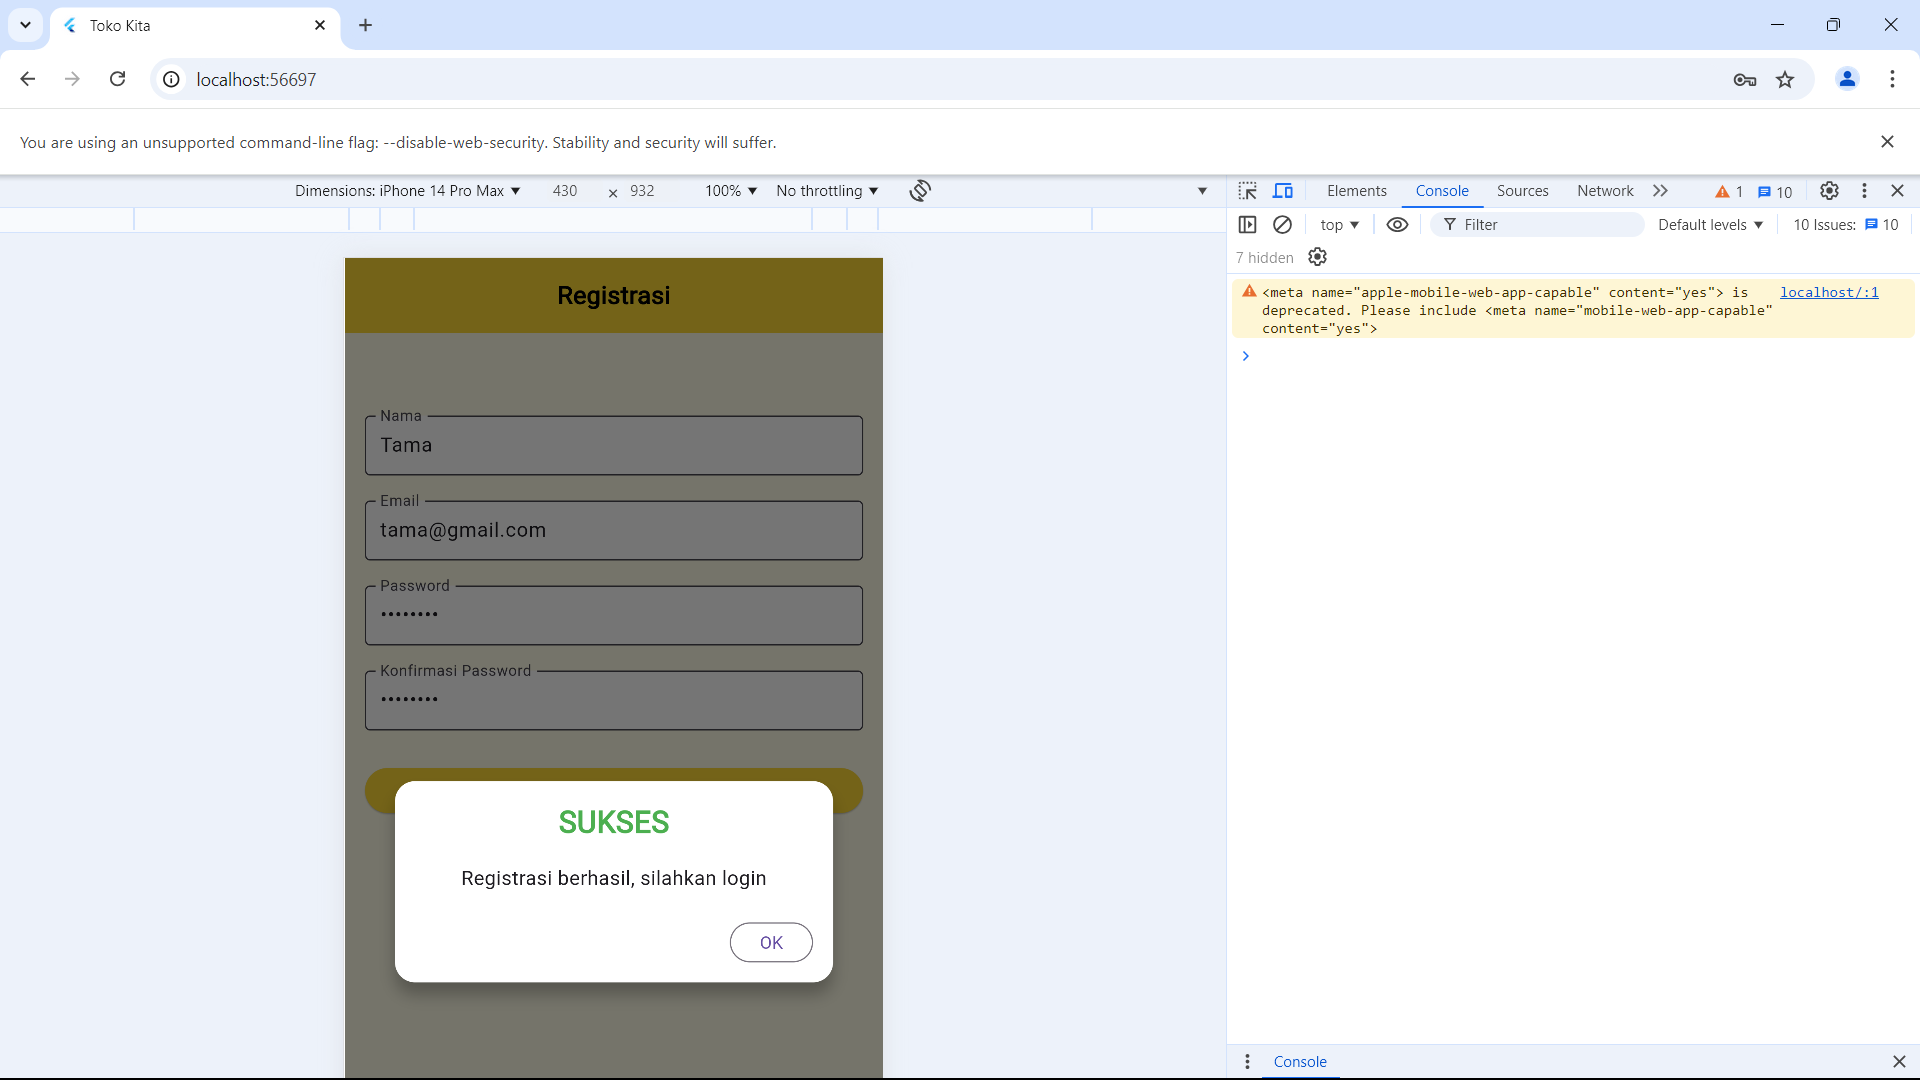 Toko Kita
localhost:56697
You are using an unsupported command-line flag: --disable-web-security. Stability and security will suffer.
Dimensions: iPhone 14 Pro Max 430 × 932 100% No throttling
Elements Console Sources Network 1 10
top Filter Default levels 10 Issues: 10
7 hidden
<meta name="apple-mobile-web-app-capable" content="yes"> is localhost/:1
deprecated. Please include <meta name="mobile-web-app-capable"
content="yes">
Registrasi
Nama
Tama
Email
tama@gmail.com
Password
••••••••
Konfirmasi Password
••••••••
SUKSES
Registrasi berhasil, silahkan login
OK
Console